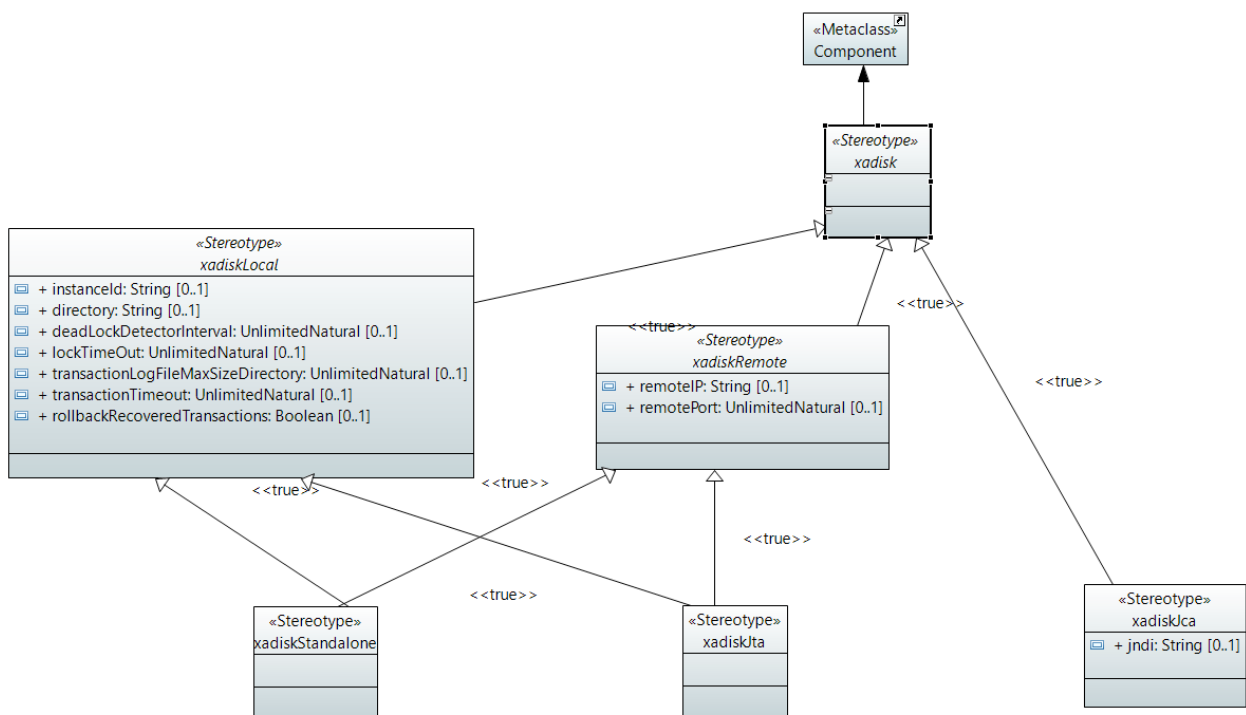 «Metaclass»
Component
«Stereotype»
xadisk
«Stereotype»
xadiskLocal
+ instanceId: String [0..1]
+ directory: String [0..1]
+ deadLockDetectorInterval: UnlimitedNatural [0..1]
+ lockTimeOut: UnlimitedNatural [0..1]
+ transactionLogFileMaxSizeDirectory: UnlimitedNatural [0..1]
+ transactionTimeout: UnlimitedNatural [0..1]
+ rollbackRecoveredTransactions: Boolean [0..1]
<<true>>
<<true>>
«Stereotype»
xadiskRemote
+ remoteIP: String [0..1]
+ remotePort: UnlimitedNatural [0..1]
<<true>>
<<true>>
<<true>>
<<true>>
<<true>>
«Stereotype»
xadiskStandalone
«Stereotype»
xadiskJta
«Stereotype»
xadiskJca
+ jndi: String [0..1]